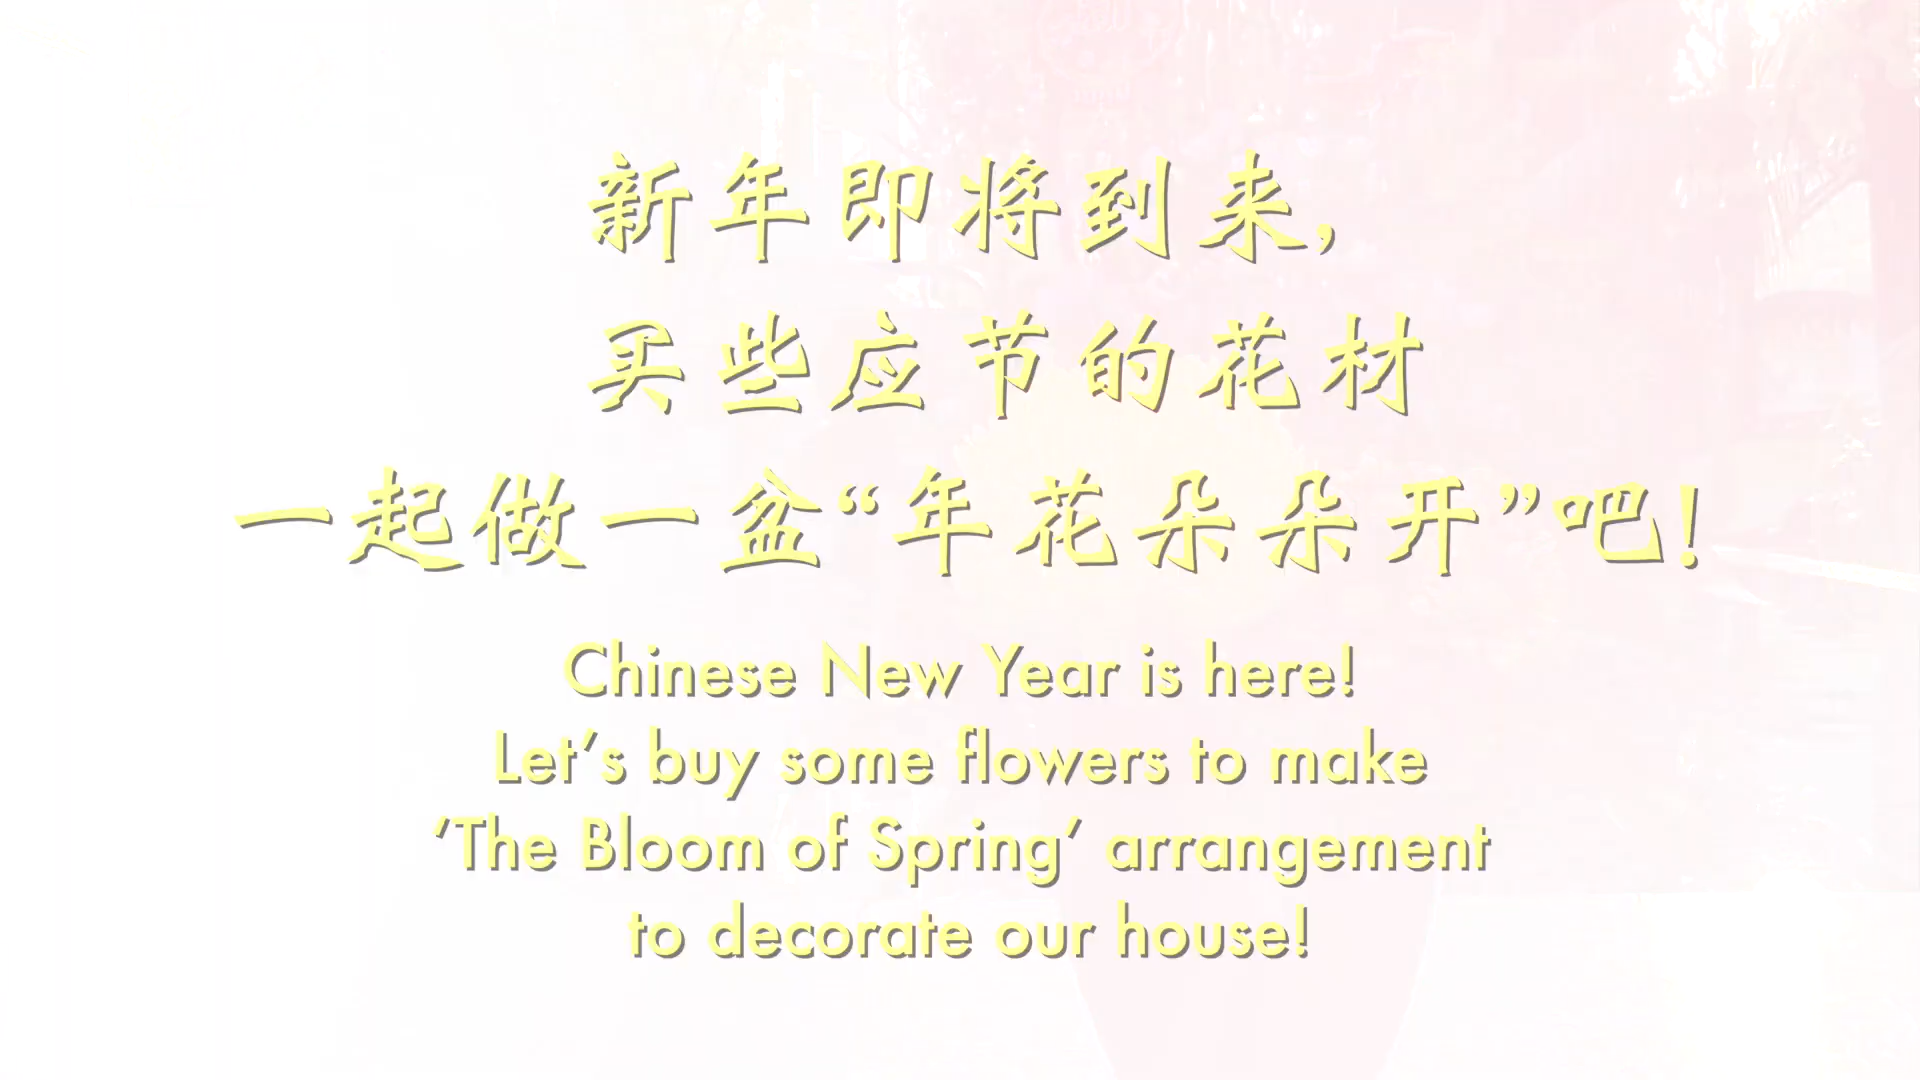 新年即将到来,
买些应节的花材
一起做一盆“年花朵朵开”吧!
Chinese New Year is here!
Let’s buy some flowers to make
‘The Bloom of Spring’ arrangement
to decorate our house!